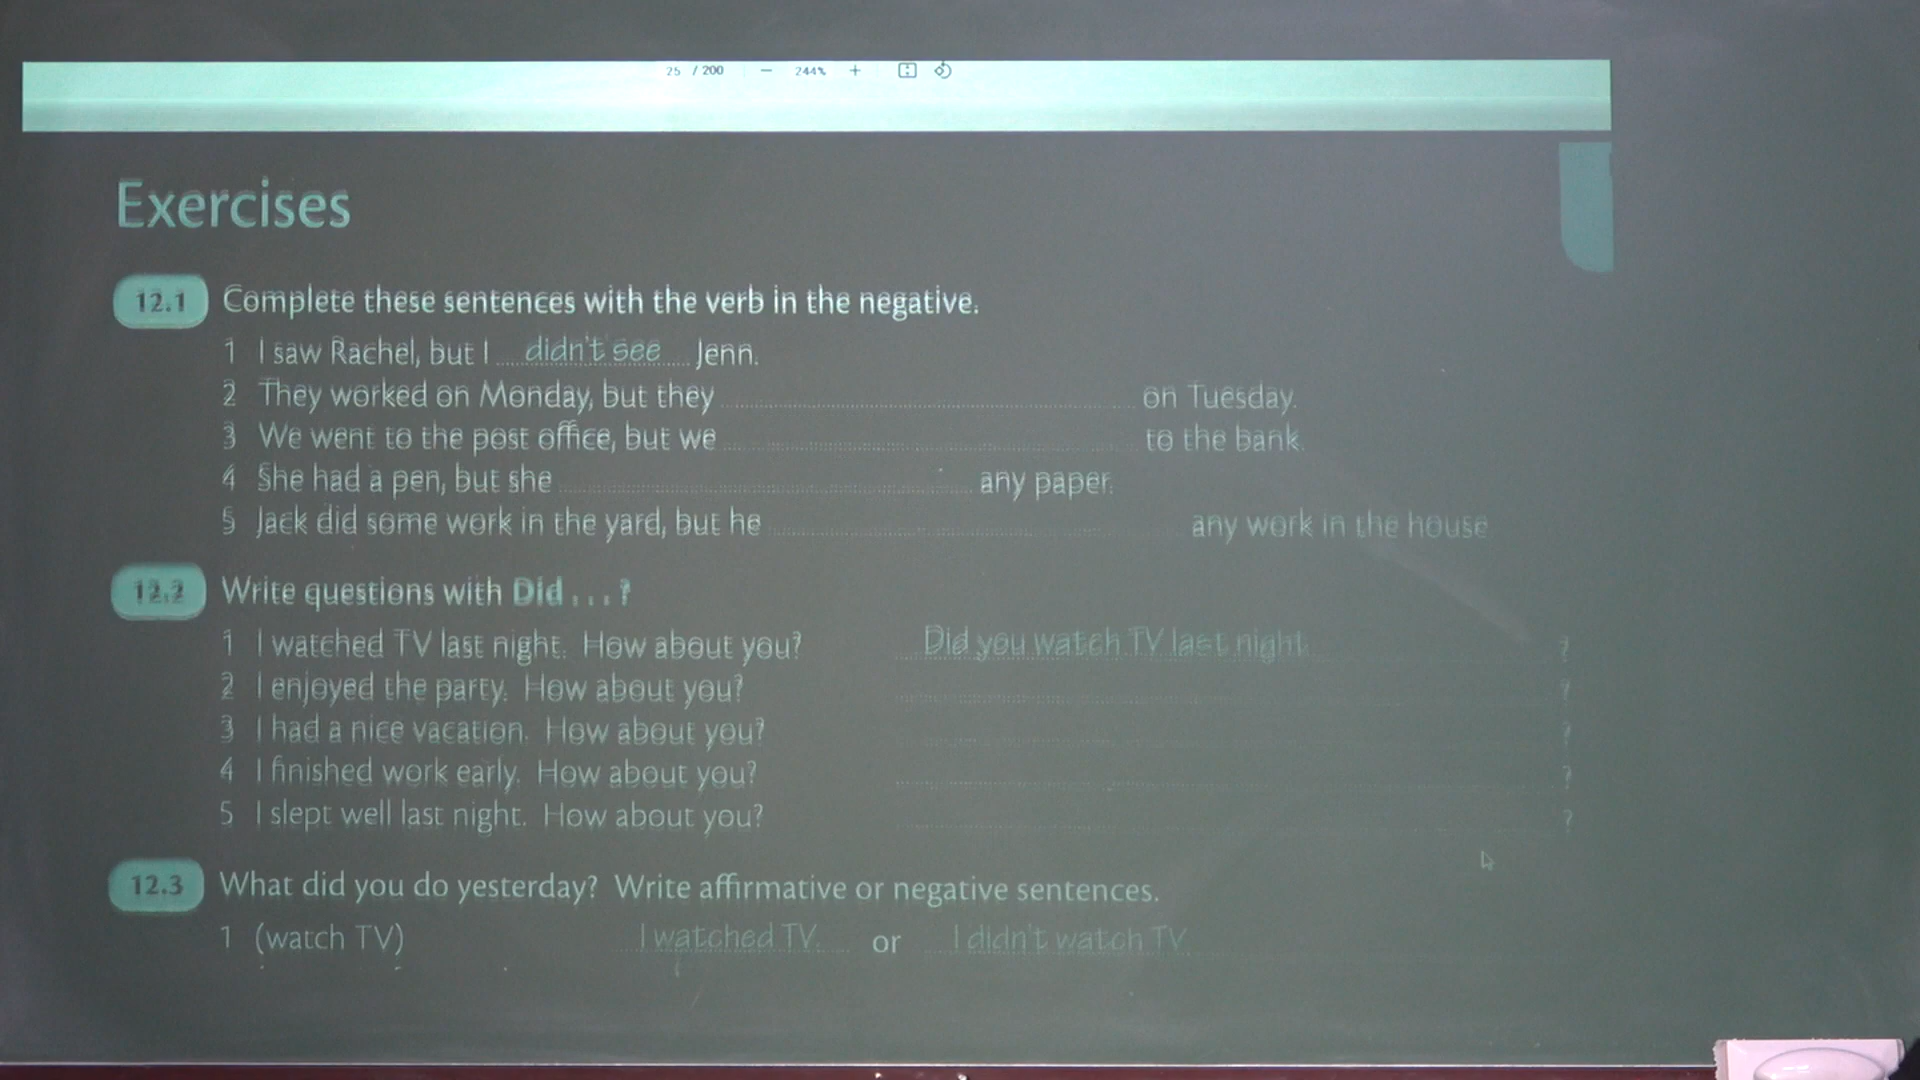 25 / 200 − 244% +
Exercises
12.1 Complete these sentences with the verb in the negative.
1 I saw Rachel, but I didn't see Jenn.
2 They worked on Monday, but they on Tuesday.
3 We went to the post office, but we to the bank.
4 She had a pen, but she any paper.
5 Jack did some work in the yard, but he any work in the house
12.2 Write questions with Did . . . ?
1 I watched TV last night. How about you? Did you watch TV last night ?
2 I enjoyed the party. How about you? ?
3 I had a nice vacation. How about you? ?
4 I finished work early. How about you? ?
5 I slept well last night. How about you? ?
12.3 What did you do yesterday? Write affirmative or negative sentences.
1 (watch TV) I watched TV. or I didn't watch TV